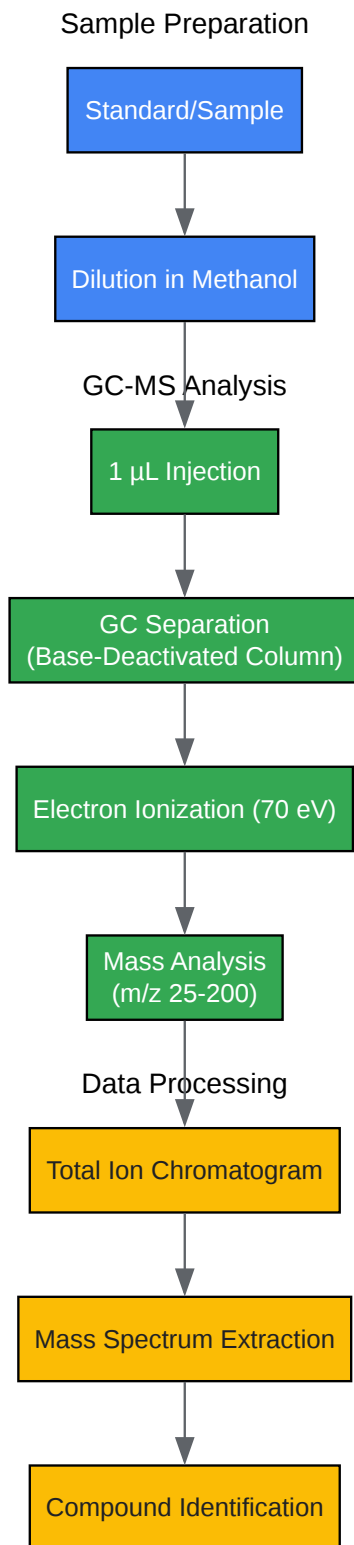 Sample Preparation
Standard/Sample
Dilution in Methanol
GC-MS Analysis
1 µL Injection
GC Separation
(Base-Deactivated Column)
Electron Ionization (70 eV)
Mass Analysis
(m/z 25-200)
Data Processing
Total Ion Chromatogram
Mass Spectrum Extraction
Compound Identification